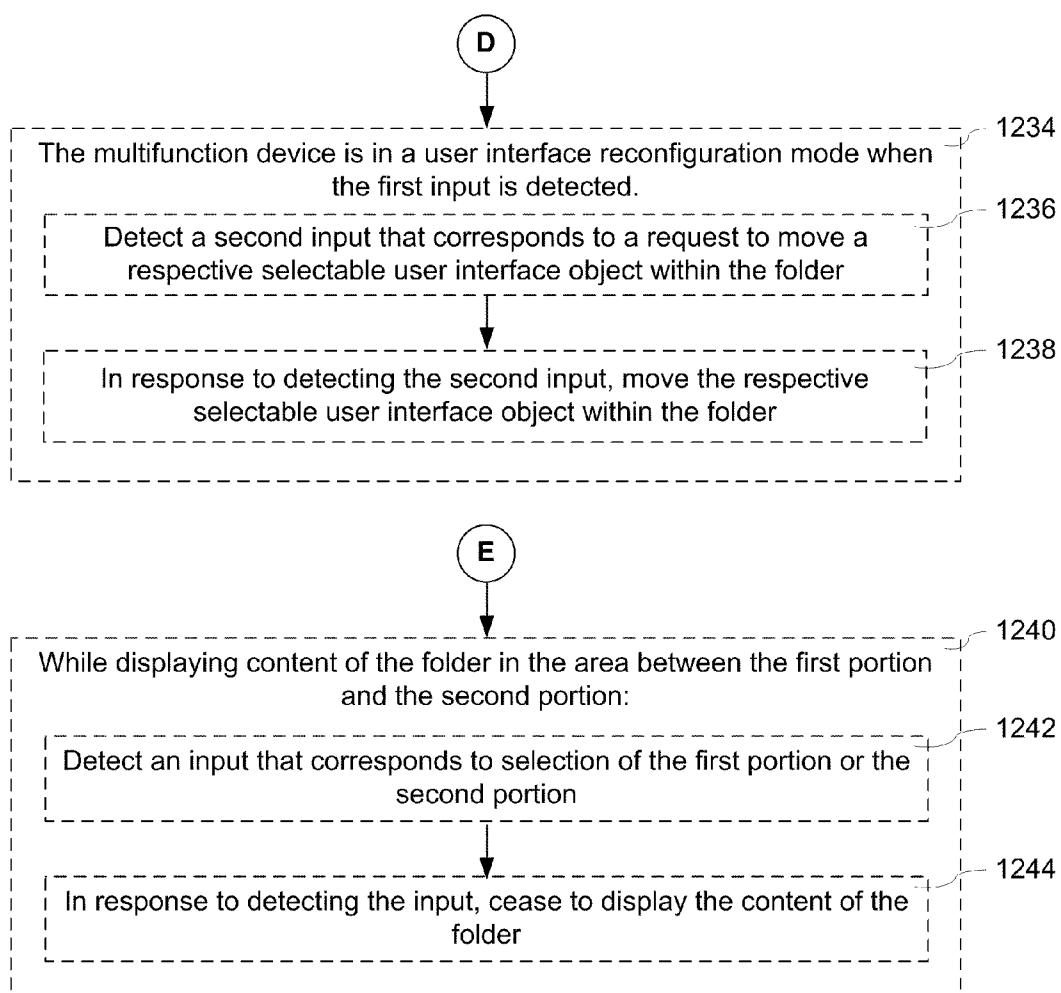 D
1234
The multifunction device is in a user interface reconfiguration mode when
the first input is detected.
1236
Detect a second input that corresponds to a request to move a
respective selectable user interface object within the folder
1238
In response to detecting the second input, move the respective
selectable user interface object within the folder
E
1240
While displaying content of the folder in the area between the first portion
and the second portion:
1242
Detect an input that corresponds to selection of the first portion or the
second portion
1244
In response to detecting the input, cease to display the content of the
folder